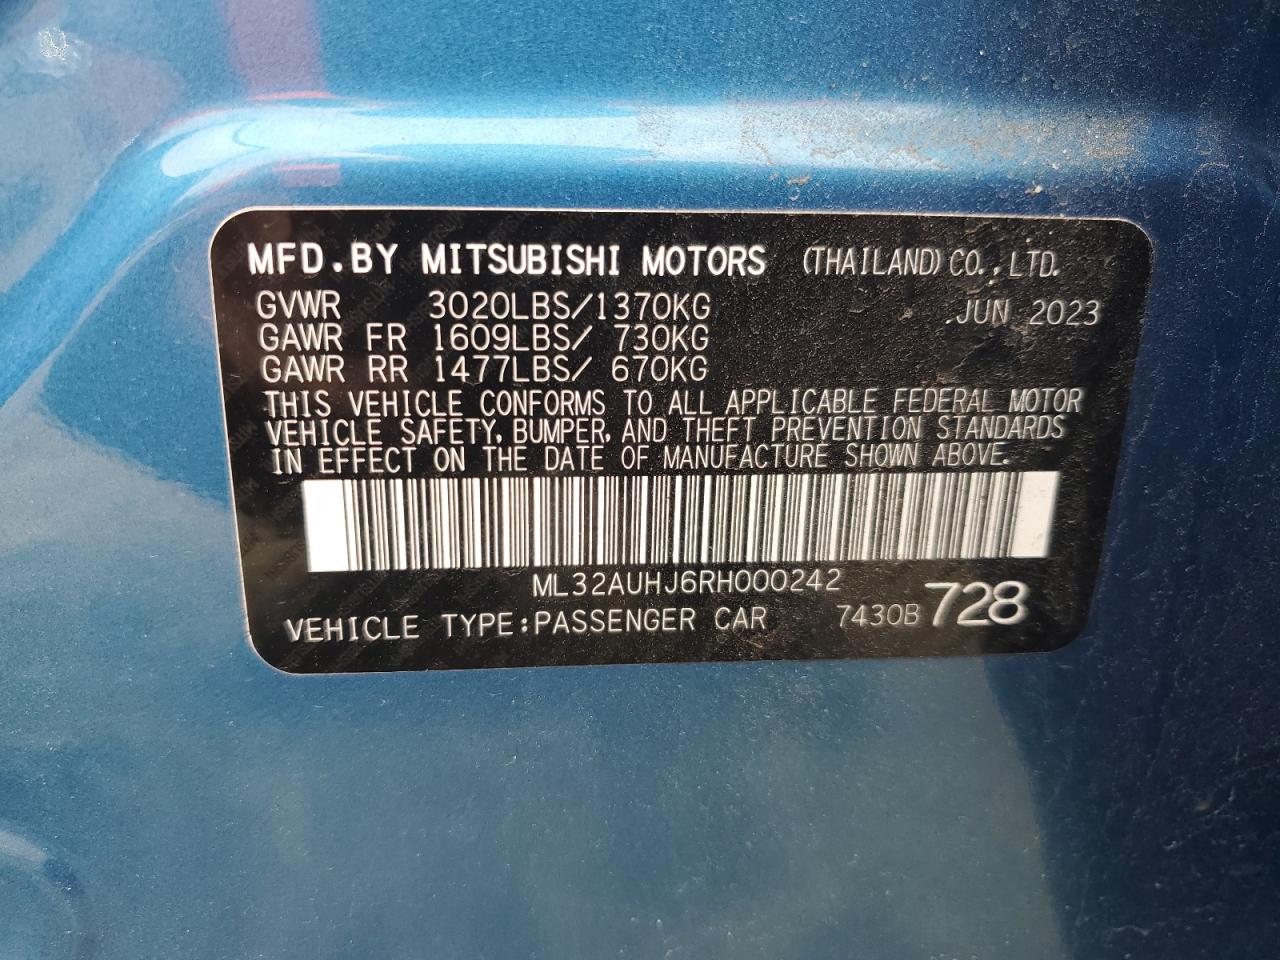 MFD.BY MITSUBISHI MOTORS (THAILAND) CO.,LTD.
GVWR 3020LBS/1370KG JUN 2023
GAWR FR 1609LBS/ 730KG
GAWR RR 1477LBS/ 670KG
THIS VEHICLE CONFORMS TO ALL APPLICABLE FEDERAL MOTOR
VEHICLE SAFETY, BUMPER, AND THEFT PREVENTION STANDARDS
IN EFFECT ON THE DATE OF MANUFACTURE SHOWN ABOVE.
ML32AUHJ6RH000242
VEHICLE TYPE:PASSENGER CAR 7430B 728